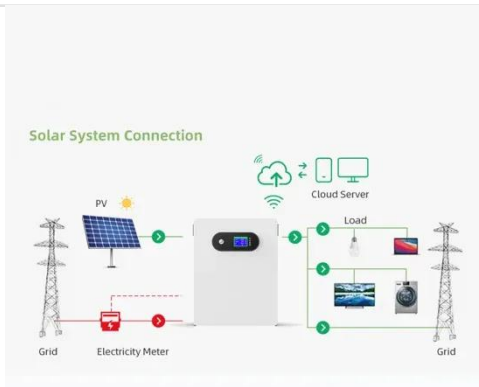 Solar System Connection
Cloud Server
PV
Load
Grid
Electricity Meter
Grid